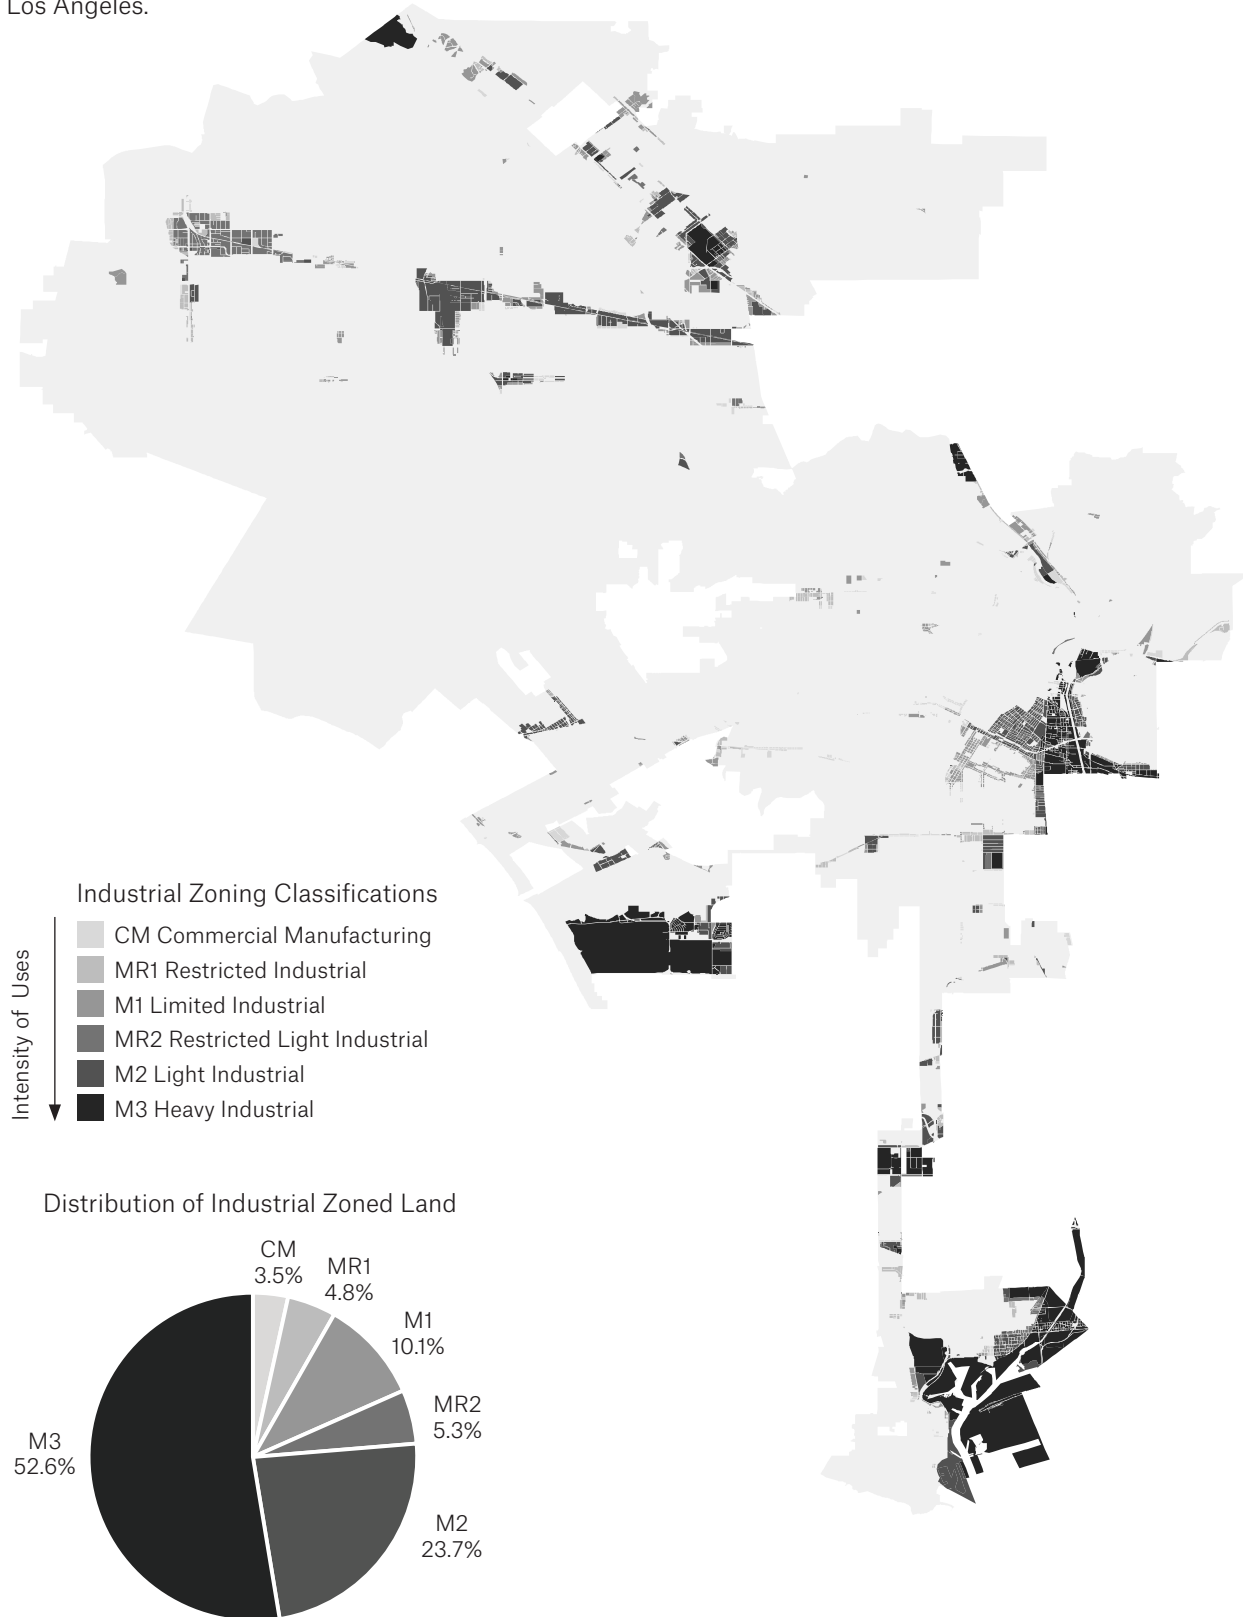 Los Angeles.
Industrial Zoning Classifications
Intensity of Uses
CM Commercial Manufacturing
MR1 Restricted Industrial
M1 Limited Industrial
MR2 Restricted Light Industrial
M2 Light Industrial
M3 Heavy Industrial
Distribution of Industrial Zoned Land
CM
3.5%
MR1
4.8%
M1
10.1%
MR2
5.3%
M3
52.6%
M2
23.7%